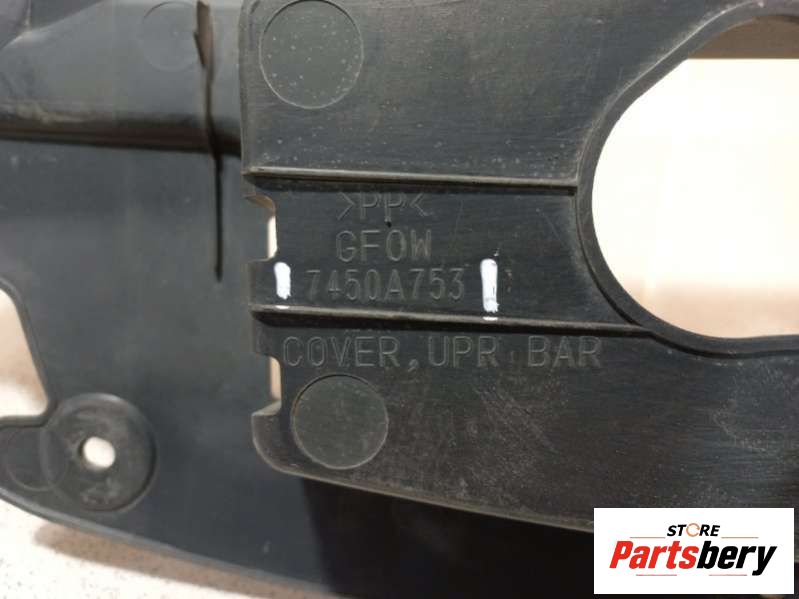 >PP<
GF0W
7450A753
COVER, UPR BAR
STORE
Partsbery